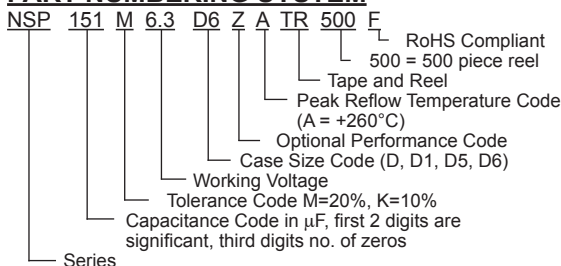 PART NUMBERING SYSTEM
NSP 151 M 6.3 D6 Z A TR 500 F
RoHS Compliant
500 = 500 piece reel
Tape and Reel
Peak Reflow Temperature Code
(A = +260°C)
Optional Performance Code
Case Size Code (D, D1, D5, D6)
Working Voltage
Tolerance Code M=20%, K=10%
Capacitance Code in μF, first 2 digits are
significant, third digits no. of zeros
Series